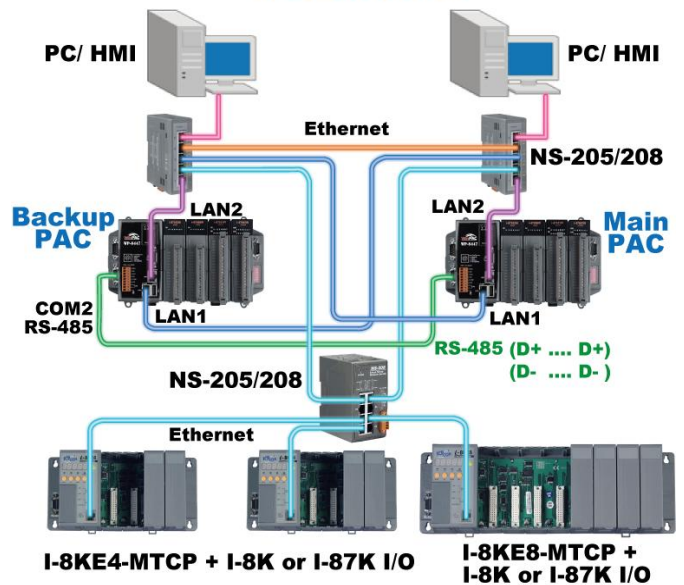 PC/ HMI
PC/ HMI
Ethernet
NS-205/208
Backup
PAC
LAN2
LAN2
Main
PAC
COM2
RS-485
LAN1
LAN1
RS-485 (D+ .... D+)
(D- .... D- )
NS-205/208
Ethernet
I-8KE4-MTCP + I-8K or I-87K I/O
I-8KE8-MTCP +
I-8K or I-87K I/O